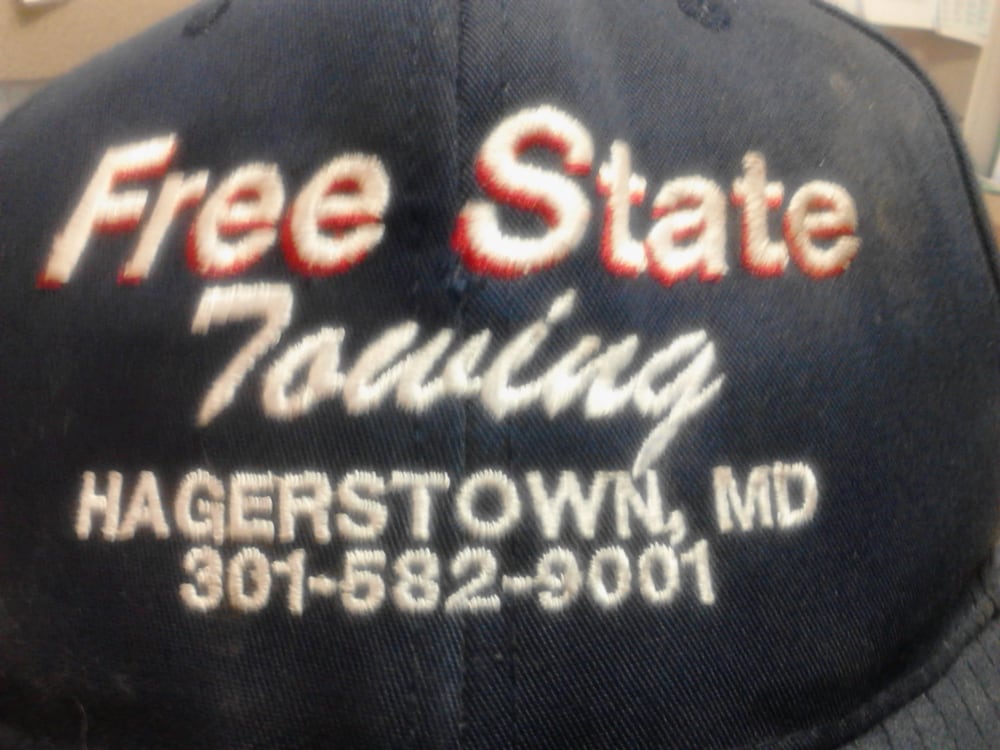 Free State
Towing
HAGERSTOWN, MD
301-582-9001